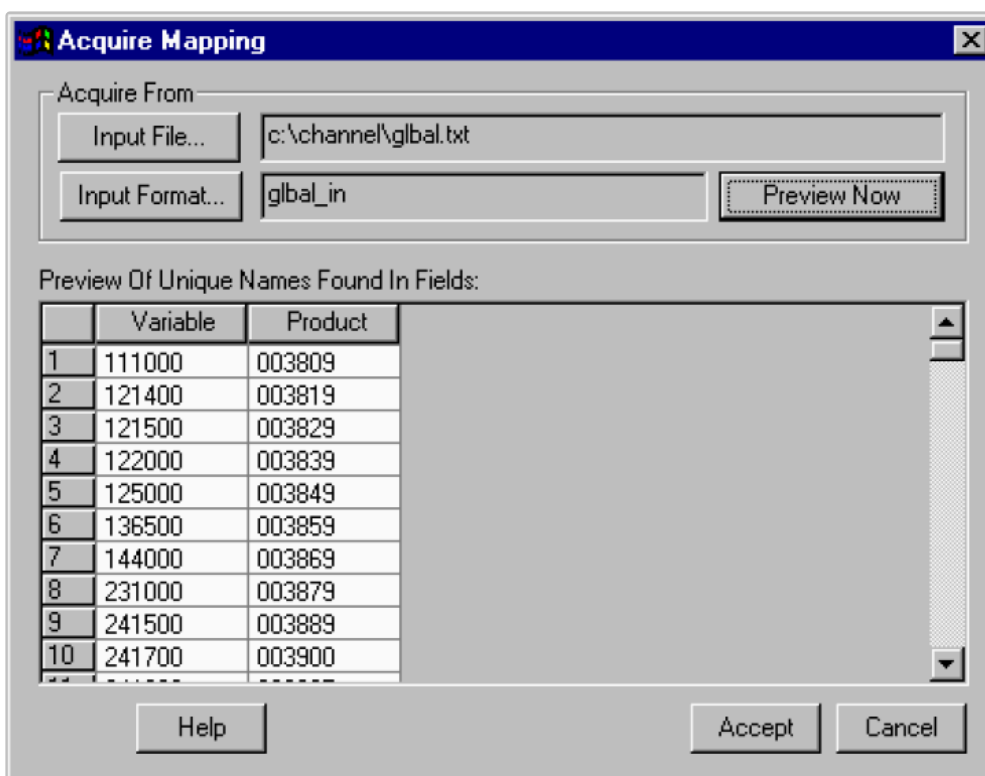 Acquire Mapping
Acquire From
Input File... c:\channel\glbal.txt
Input Format... glbal_in Preview Now
Preview Of Unique Names Found In Fields:
Variable Product
1 111000 003809
2 121400 003819
3 121500 003829
4 122000 003839
5 125000 003849
6 136500 003859
7 144000 003869
8 231000 003879
9 241500 003889
10 241700 003900
Help Accept Cancel